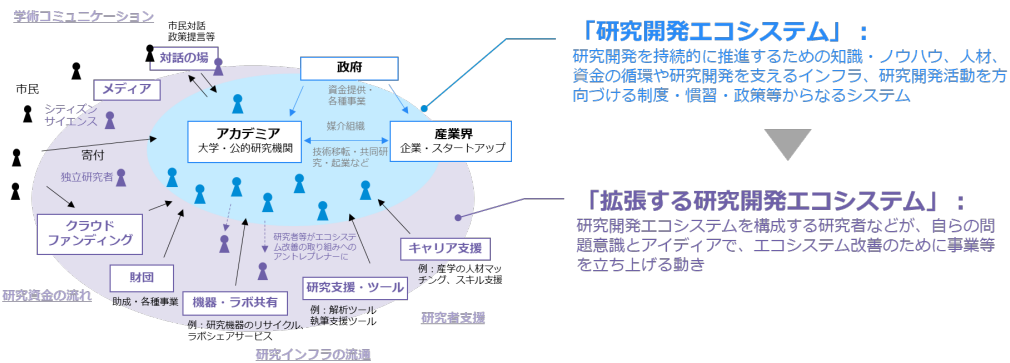 学術コミュニケーション
市民対話
政策提言等
対話の場
政府
市民
メディア
資金提供・
各種事業
シティズン
サイエンス
アカデミア
大学・公的研究機関
媒介組織
産業界
企業・スタートアップ
技術移転・共同研
究・起業など
寄付
独立研究者
クラウド
ファンディング
研究者等がエコシステ
ム改善の取り組みへの
アントレプレナーに
キャリア支援
例：産学の人材マッ
チング、スキル支援
財団
助成・各種事業
機器・ラボ共有
例：研究機器のリサイクル、
ラボシェアサービス
研究支援・ツール
例：解析ツール
執筆支援ツール
研究資金の流れ
研究者支援
研究インフラの流通
「研究開発エコシステム」：
研究開発を持続的に推進するための知識・ノウハウ、人材、
資金の循環や研究開発を支えるインフラ、研究開発活動を方
向づける制度・慣習・政策等からなるシステム
「拡張する研究開発エコシステム」：
研究開発エコシステムを構成する研究者などが、自らの問
題意識とアイディアで、エコシステム改善のために事業等
を立ち上げる動き